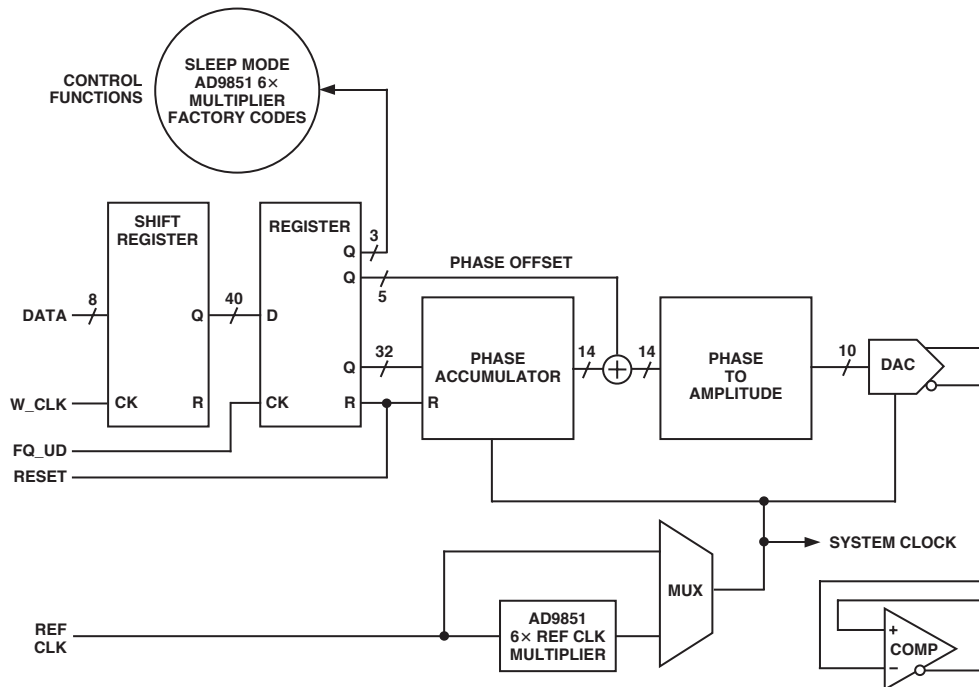 SLEEP MODE
AD9851 6×
MULTIPLIER
FACTORY CODES
CONTROL
FUNCTIONS
SHIFT
REGISTER
REGISTER
Q
3
Q
PHASE OFFSET
5
DATA
8
Q
40
D
Q
32
PHASE
ACCUMULATOR
14
+
14
PHASE
TO
AMPLITUDE
10
DAC
W_CLK
CK
R
CK
R
R
FQ_UD
RESET
SYSTEM CLOCK
MUX
REF
CLK
AD9851
6× REF CLK
MULTIPLIER
+
COMP
–